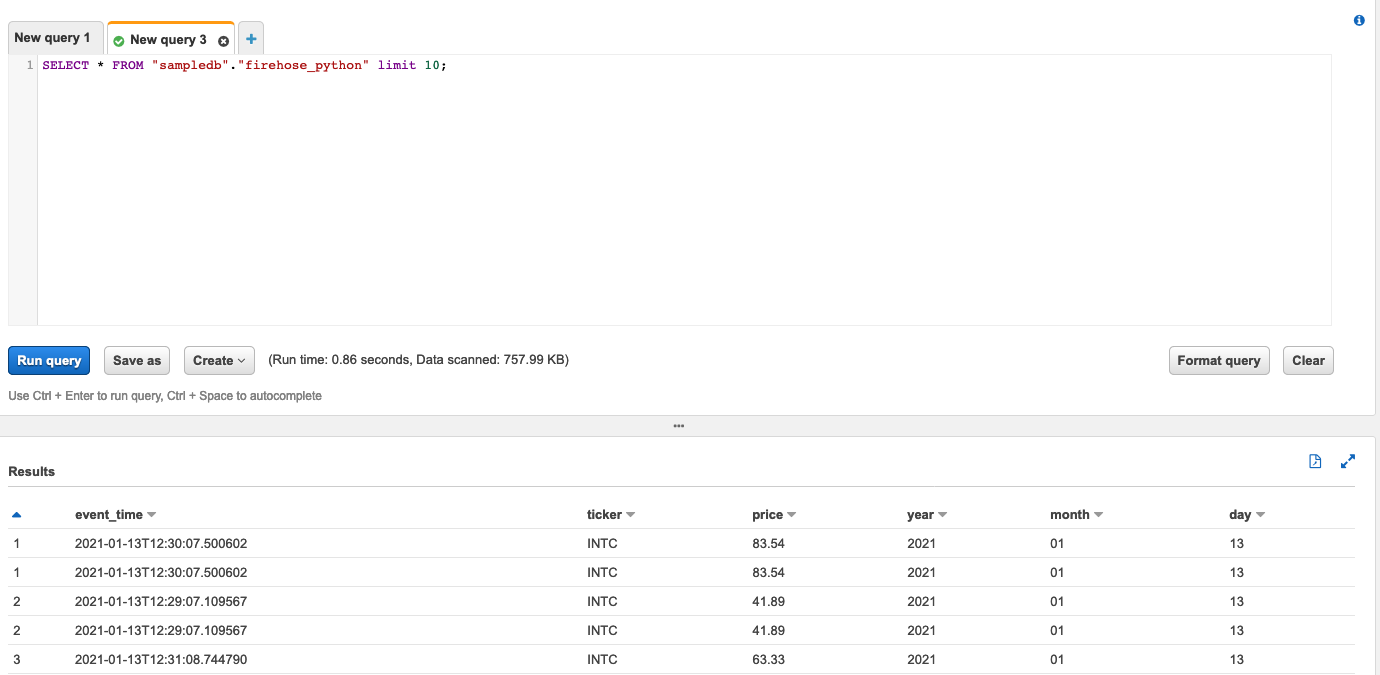 New query 1 New query 3 +
1 SELECT * FROM "sampledb"."firehose_python" limit 10;
Run query Save as Create (Run time: 0.86 seconds, Data scanned: 757.99 KB) Format query Clear
Use Ctrl + Enter to run query, Ctrl + Space to autocomplete
Results
event_time ticker price year month day
1 2021-01-13T12:30:07.500602 INTC 83.54 2021 01 13
1 2021-01-13T12:30:07.500602 INTC 83.54 2021 01 13
2 2021-01-13T12:29:07.109567 INTC 41.89 2021 01 13
2 2021-01-13T12:29:07.109567 INTC 41.89 2021 01 13
3 2021-01-13T12:31:08.744790 INTC 63.33 2021 01 13